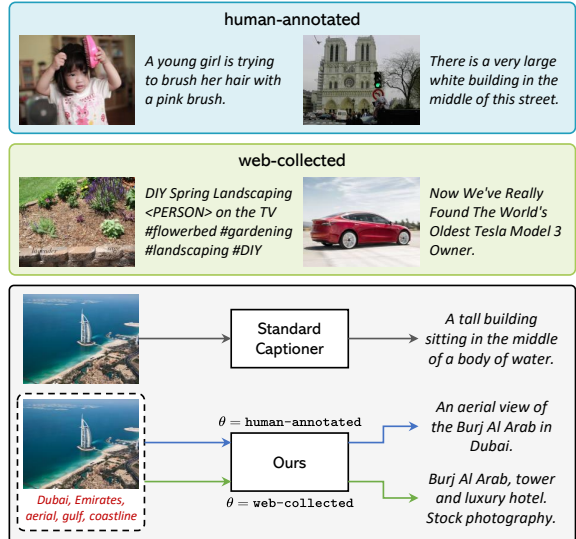 human-annotated
A young girl is trying
to brush her hair with
a pink brush.
There is a very large
white building in the
middle of this street.
web-collected
DIY Spring Landscaping
<PERSON> on the TV
#flowerbed #gardening
#landscaping #DIY
Now We've Really
Found The World's
Oldest Tesla Model 3
Owner.
Standard
Captioner
A tall building
sitting in the middle
of a body of water.
θ = human-annotated
Ours
θ = web-collected
An aerial view of
the Burj Al Arab in
Dubai.
Dubai, Emirates,
aerial, gulf, coastline
Burj Al Arab, tower
and luxury hotel.
Stock photography.